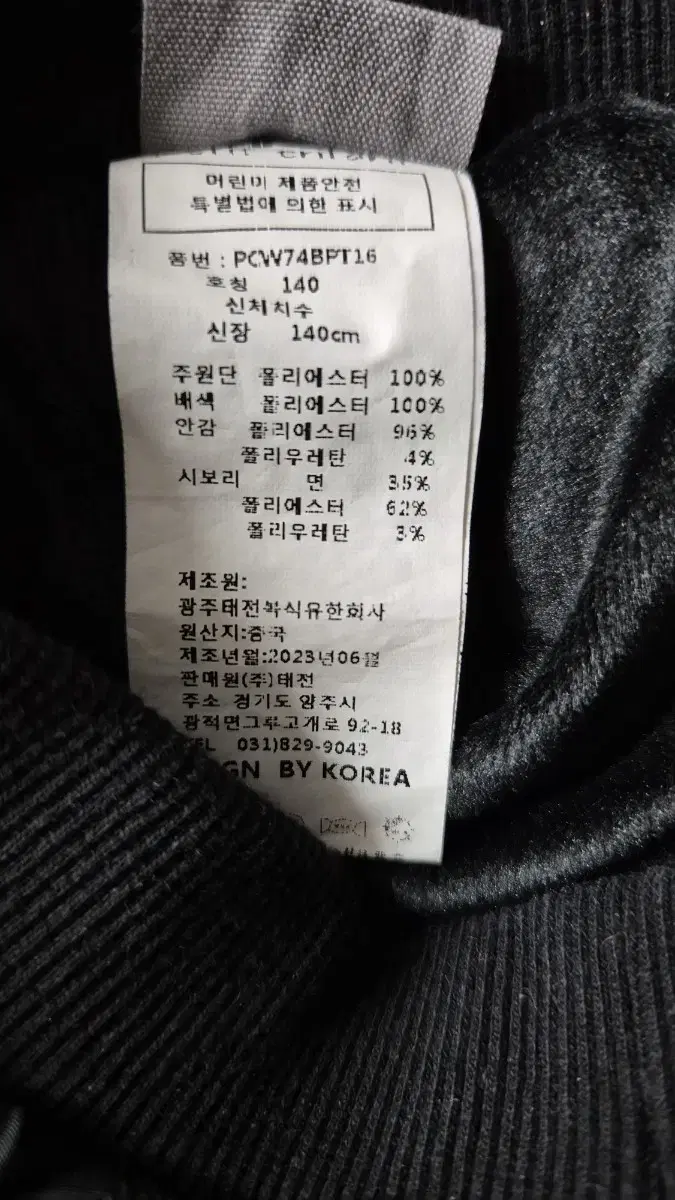 어린이 제품안전
특별법에 의한 표시
품번 : PCW74BPT16
호칭 140
신체치수
신장 140cm
주원단 폴리에스터 100%
배색 폴리에스터 100%
안감 폴리에스터 96%
폴리우레탄 4%
시보리 면 35%
폴리에스터 62%
폴리우레탄 3%
제조원:
광주태전복식유한회사
원산지:중국
제조년월:2023년06월
판매원(주)태전
주소 경기도 양주시
광적면그루고개로 92-18
TEL 031)829-9043
GN BY KOREA